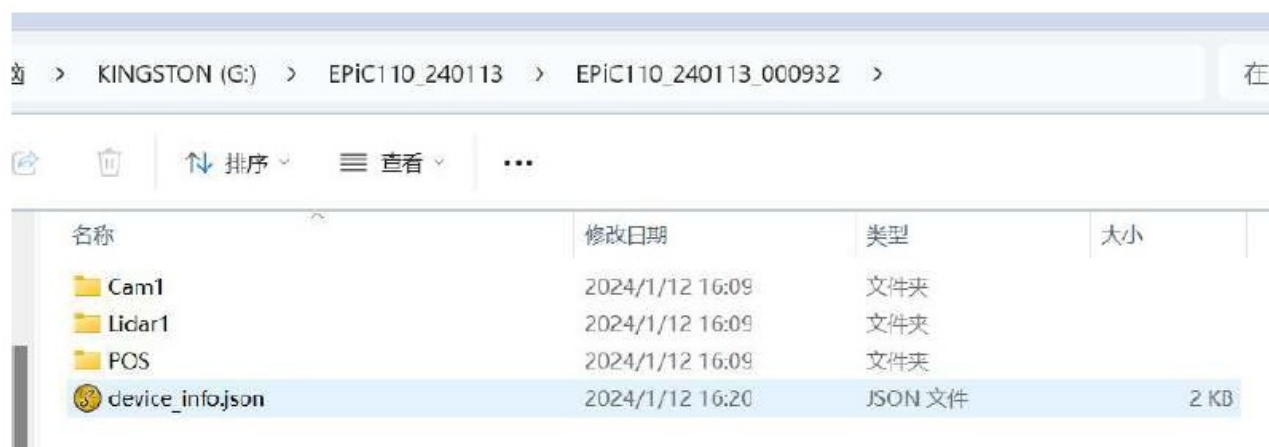 脑 > KINGSTON (G:) > EPiC110_240113 > EPiC110_240113_000932 > 在
排序 查看 •••
名称 修改日期 类型 大小
Cam1 2024/1/12 16:09 文件夹
Lidar1 2024/1/12 16:09 文件夹
POS 2024/1/12 16:09 文件夹
device_info.json 2024/1/12 16:20 JSON 文件 2 KB